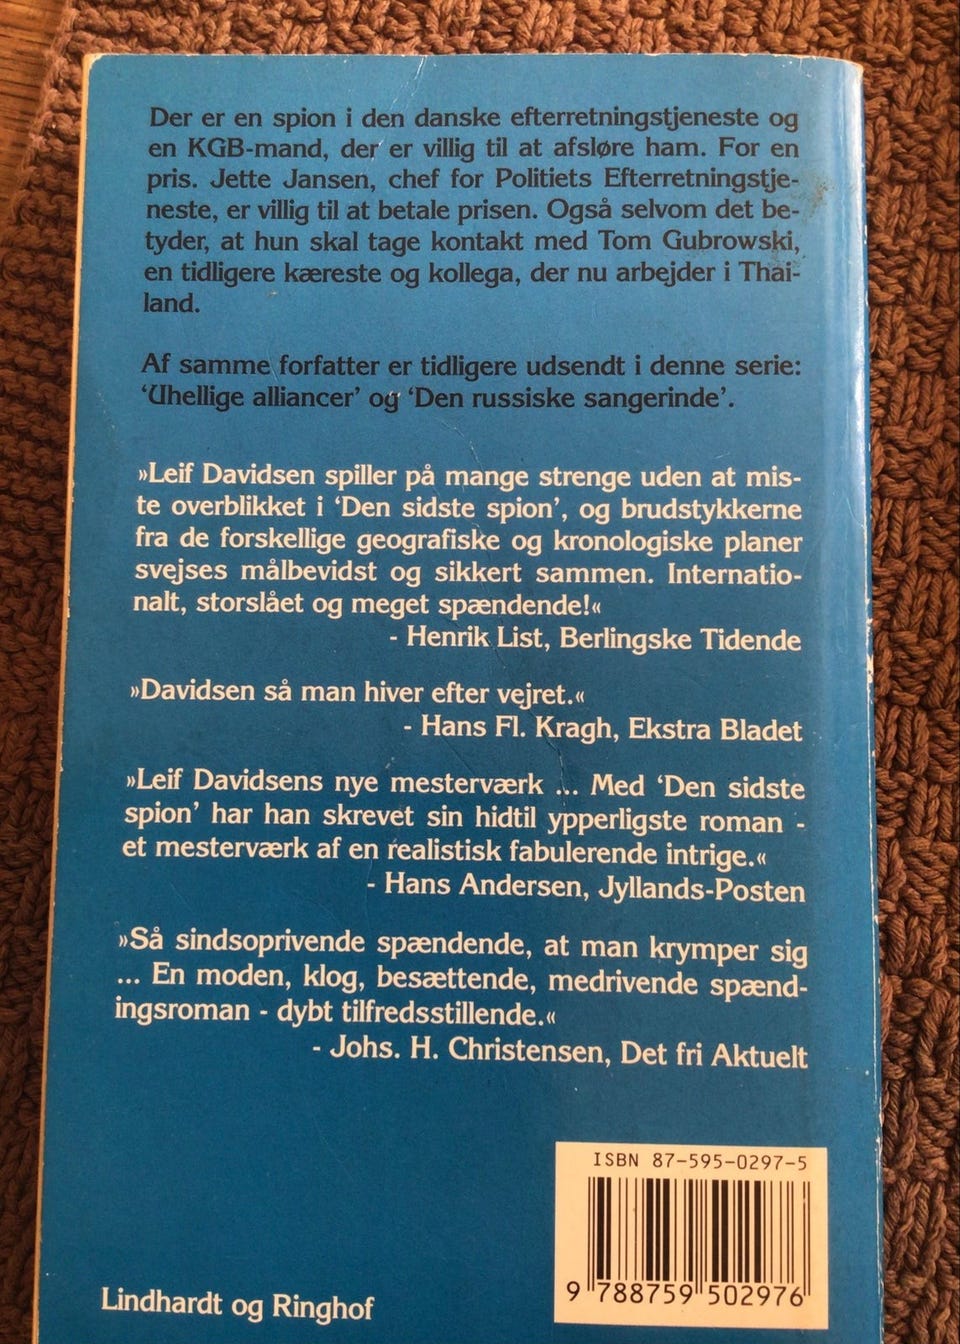 Der er en spion i den danske efterretningstjeneste og
en KGB-mand, der er villig til at afsløre ham. For en
pris. Jette Jansen, chef for Politiets Efterretningstje-
neste, er villig til at betale prisen. Også selvom det be-
tyder, at hun skal tage kontakt med Tom Gubrowski,
en tidligere kæreste og kollega, der nu arbejder i Thai-
land.
Af samme forfatter er tidligere udsendt i denne serie:
‘Uhellige alliancer’ og ‘Den russiske sangerinde’.
»Leif Davidsen spiller på mange strenge uden at mis-
te overblikket i ‘Den sidste spion’, og brudstykkerne
fra de forskellige geografiske og kronologiske planer
svejses målbevidst og sikkert sammen. Internatio-
nalt, storslået og meget spændende!«
- Henrik List, Berlingske Tidende
»Davidsen så man hiver efter vejret.«
- Hans Fl. Kragh, Ekstra Bladet
»Leif Davidsens nye mesterværk ... Med ‘Den sidste
spion’ har han skrevet sin hidtil ypperligste roman -
et mesterværk af en realistisk fabulerende intrige.«
- Hans Andersen, Jyllands-Posten
»Så sindsoprivende spændende, at man krymper sig
... En moden, klog, besættende, medrivende spænd-
ingsroman - dybt tilfredsstillende.«
- Johs. H. Christensen, Det fri Aktuelt
ISBN 87-595-0297-5
9 788759 502976
Lindhardt og Ringhof